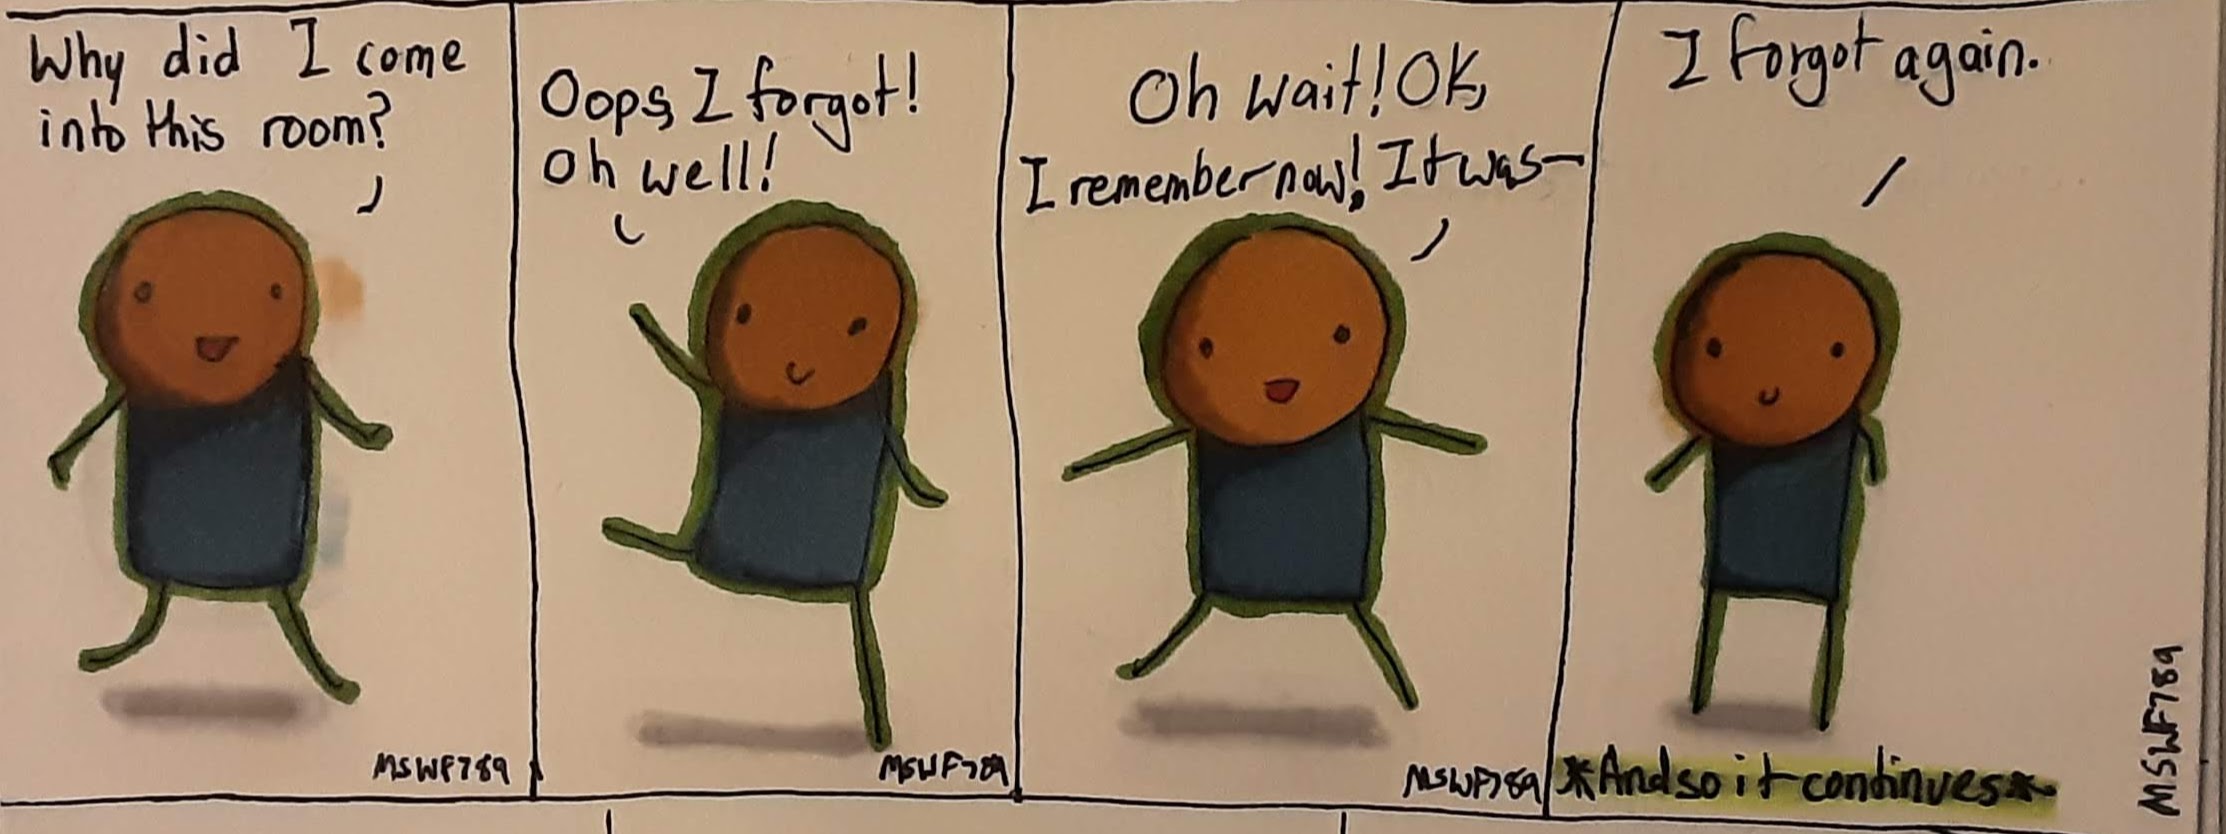 Why did I come
into this room?
Oops, I forgot!
Oh well!
Oh wait! OK,
I remember now! It was—
I forgot again.
MSWF789
MSWF789
MSWF789
*And so it continues*
MSWF789